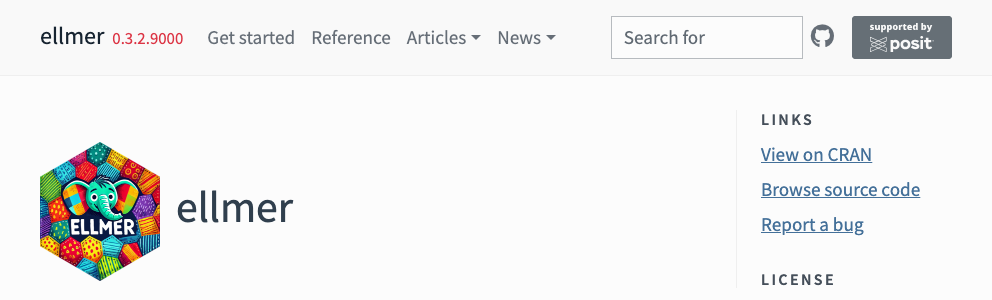 ellmer 0.3.2.9000 Get started Reference Articles News Search for supported by posit
LINKS
View on CRAN
Browse source code
Report a bug
ELLMER
ellmer
LICENSE